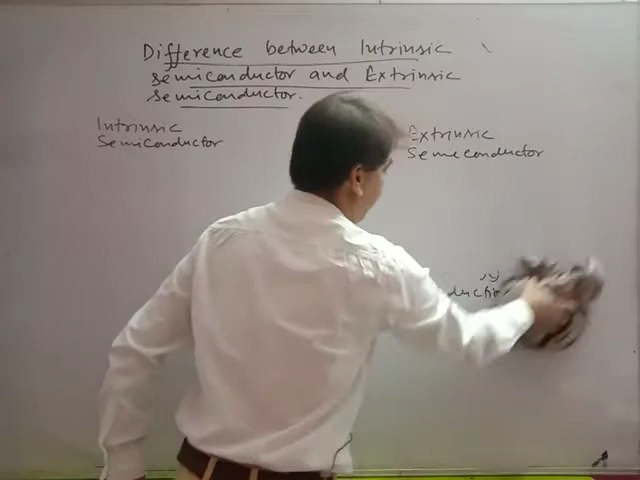 Difference between Intrinsic
semiconductor and Extrinsic
semiconductor.
Intrinsic
Semiconductor
Extrinsic
Semiconductor